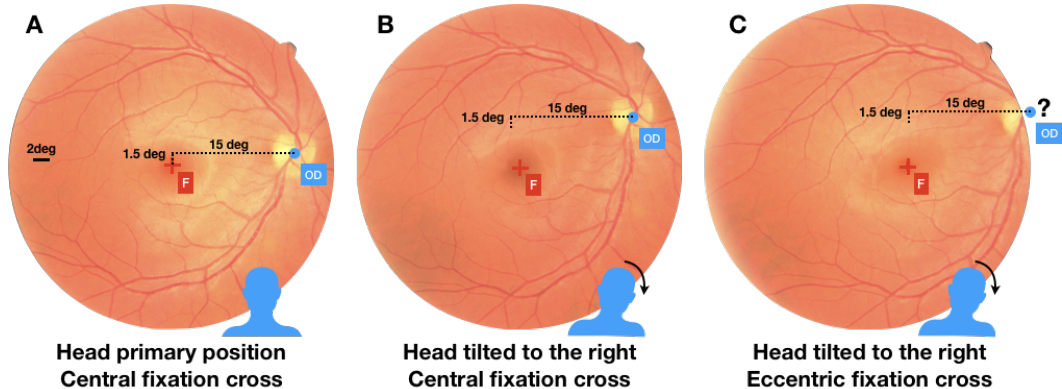 A
2deg
1.5 deg
15 deg
F
OD
Head primary position
Central fixation cross
B
1.5 deg
15 deg
F
OD
Head tilted to the right
Central fixation cross
C
1.5 deg
15 deg
?
F
OD
Head tilted to the right
Eccentric fixation cross